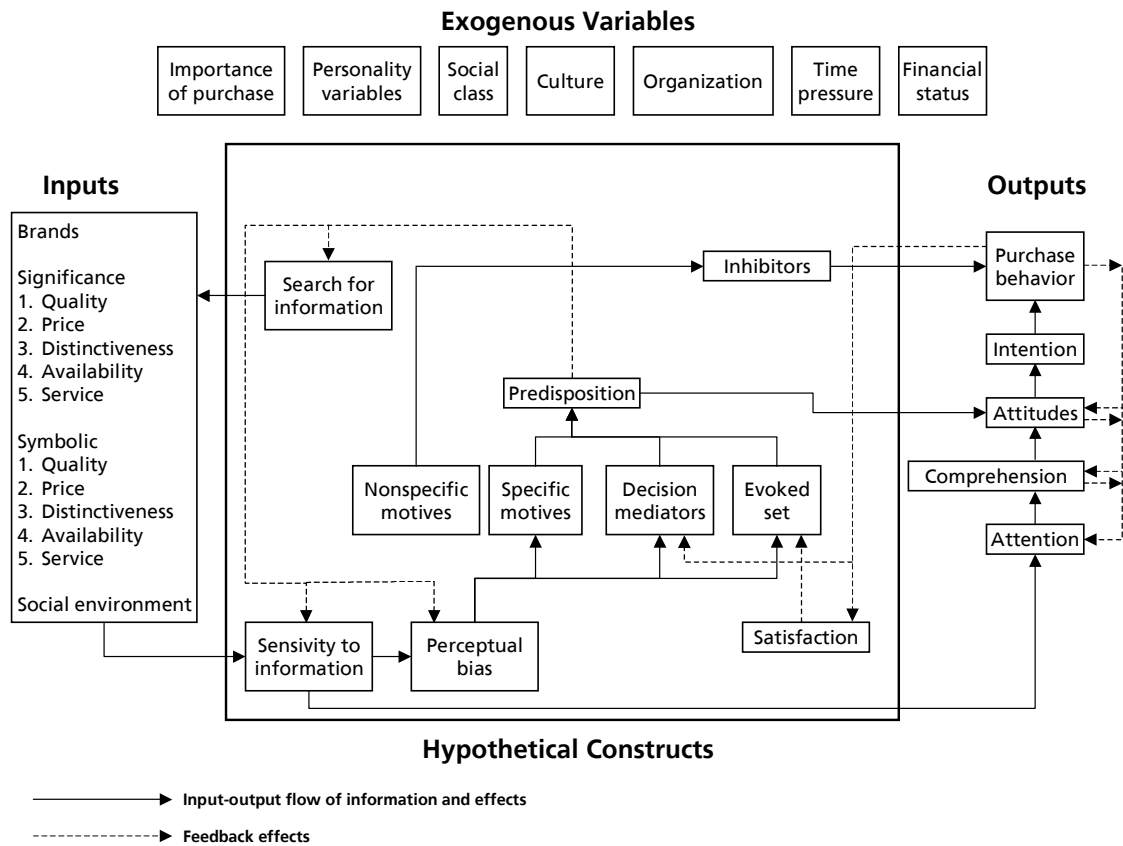 Exogenous Variables
Importance
of purchase
Personality
variables
Social
class
Culture
Organization
Time
pressure
Financial
status
Inputs
Brands
Significance
1. Quality
2. Price
3. Distinctiveness
4. Availability
5. Service
Symbolic
1. Quality
2. Price
3. Distinctiveness
4. Availability
5. Service
Social environment
Search for
information
Inhibitors
Predisposition
Nonspecific
motives
Specific
motives
Decision
mediators
Evoked
set
Sensivity to
information
Perceptual
bias
Satisfaction
Outputs
Purchase
behavior
Intention
Attitudes
Comprehension
Attention
Hypothetical Constructs
Input-output flow of information and effects
Feedback effects